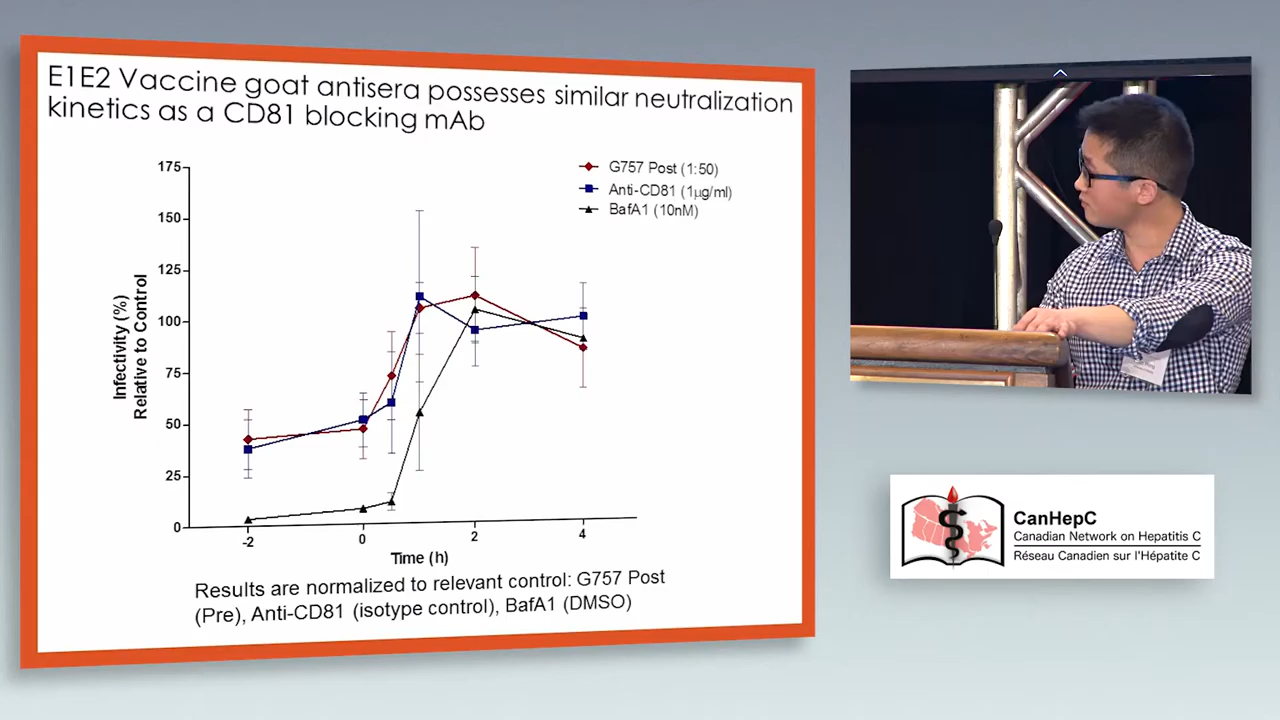 E1E2 Vaccine goat antisera possesses similar neutralization
kinetics as a CD81 blocking mAb
175
150
125
100
75
50
25
0
Infectivity (%)
Relative to Control
G757 Post (1:50)
Anti-CD81 (1µg/ml)
BafA1 (10nM)
-2
0
2
4
Time (h)
Results are normalized to relevant control: G757 Post
(Pre), Anti-CD81 (isotype control), BafA1 (DMSO)
CanHepC
Canadian Network on Hepatitis C
Réseau Canadien sur l'Hépatite C